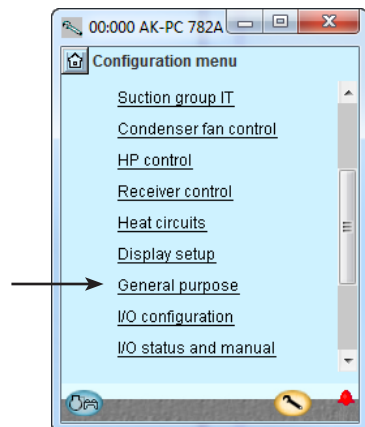 00:000 AK-PC 782A
Configuration menu
Suction group IT
Condenser fan control
HP control
Receiver control
Heat circuits
Display setup
General purpose
I/O configuration
I/O status and manual